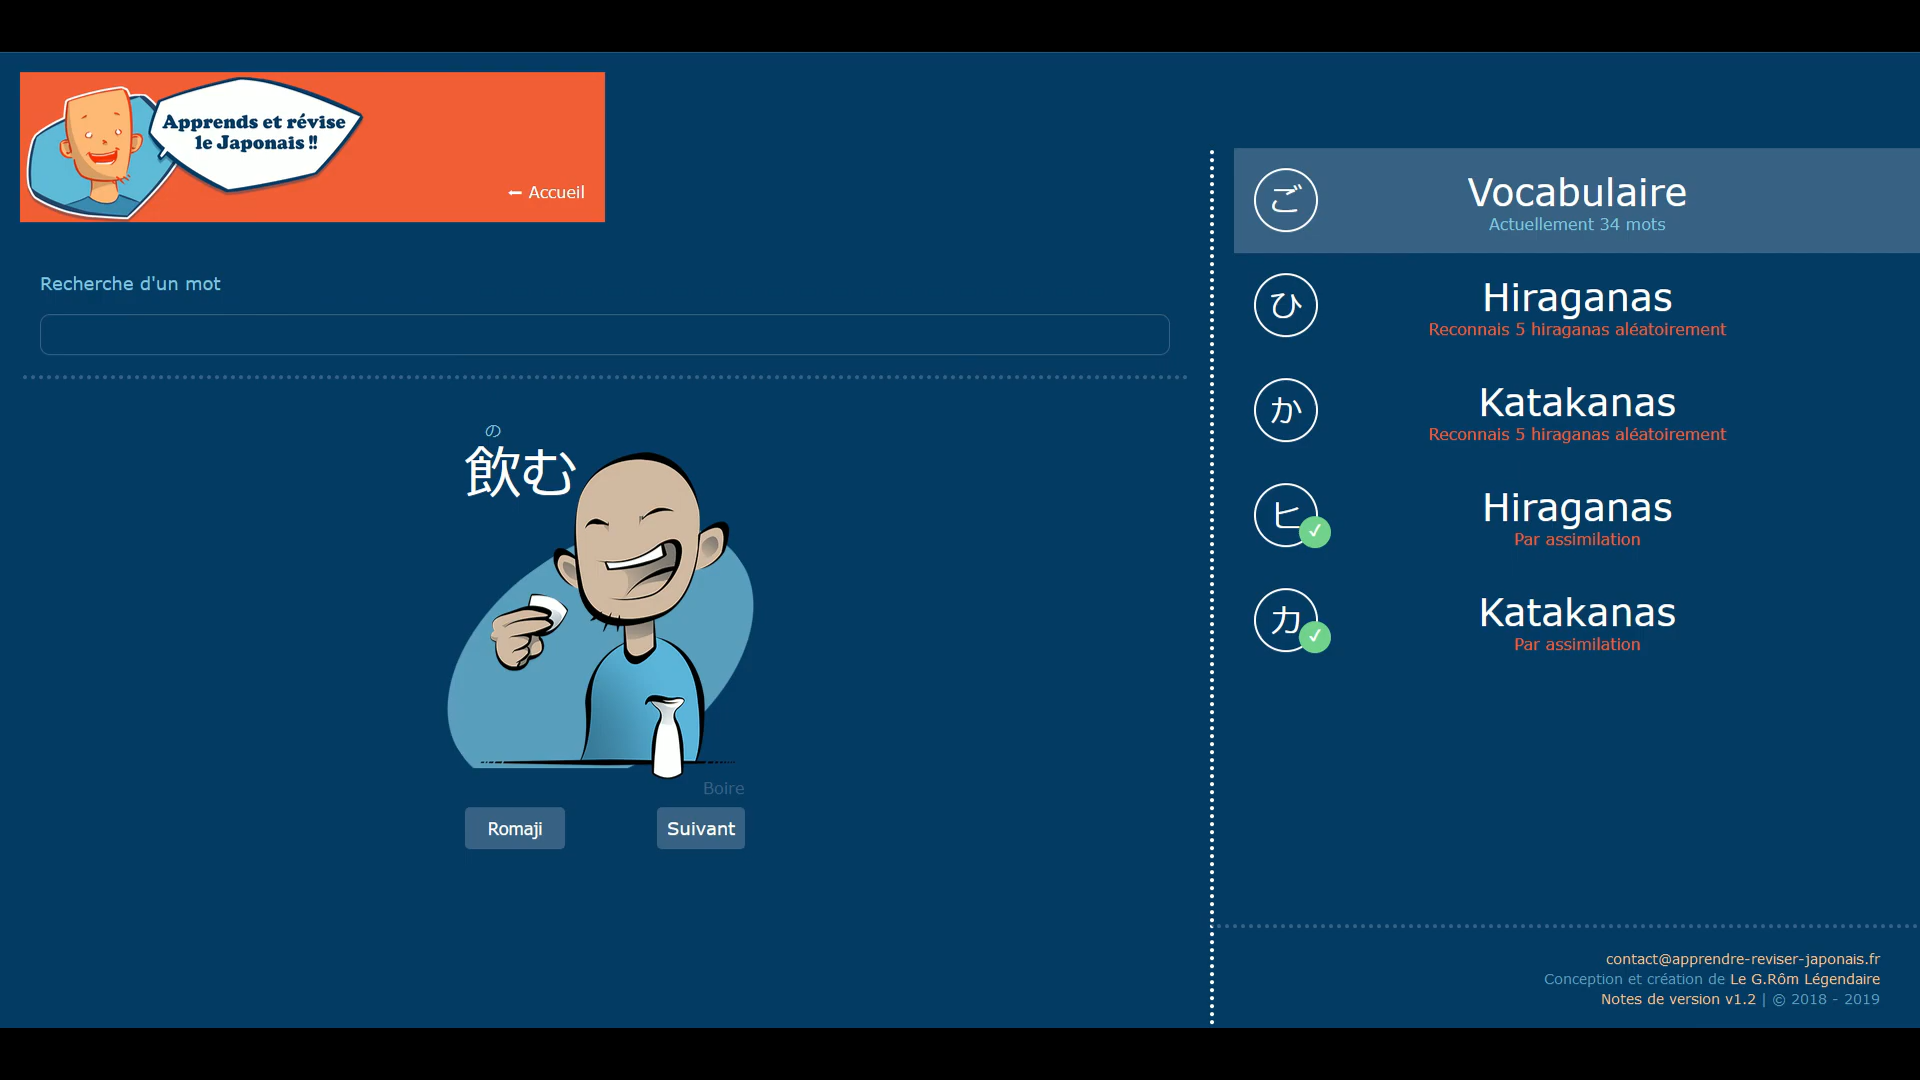 Apprends et révise
le Japonais !!
⬅ Accueil
Recherche d'un mot
の
飲む
Boire
Romaji
Suivant
ご
Vocabulaire
Actuellement 34 mots
ひ
Hiraganas
Reconnais 5 hiraganas aléatoirement
か
Katakanas
Reconnais 5 hiraganas aléatoirement
ヒ
Hiraganas
Par assimilation
カ
Katakanas
Par assimilation
contact@apprendre-reviser-japonais.fr
Conception et création de Le G.Rôm Légendaire
Notes de version v1.2 | © 2018 - 2019